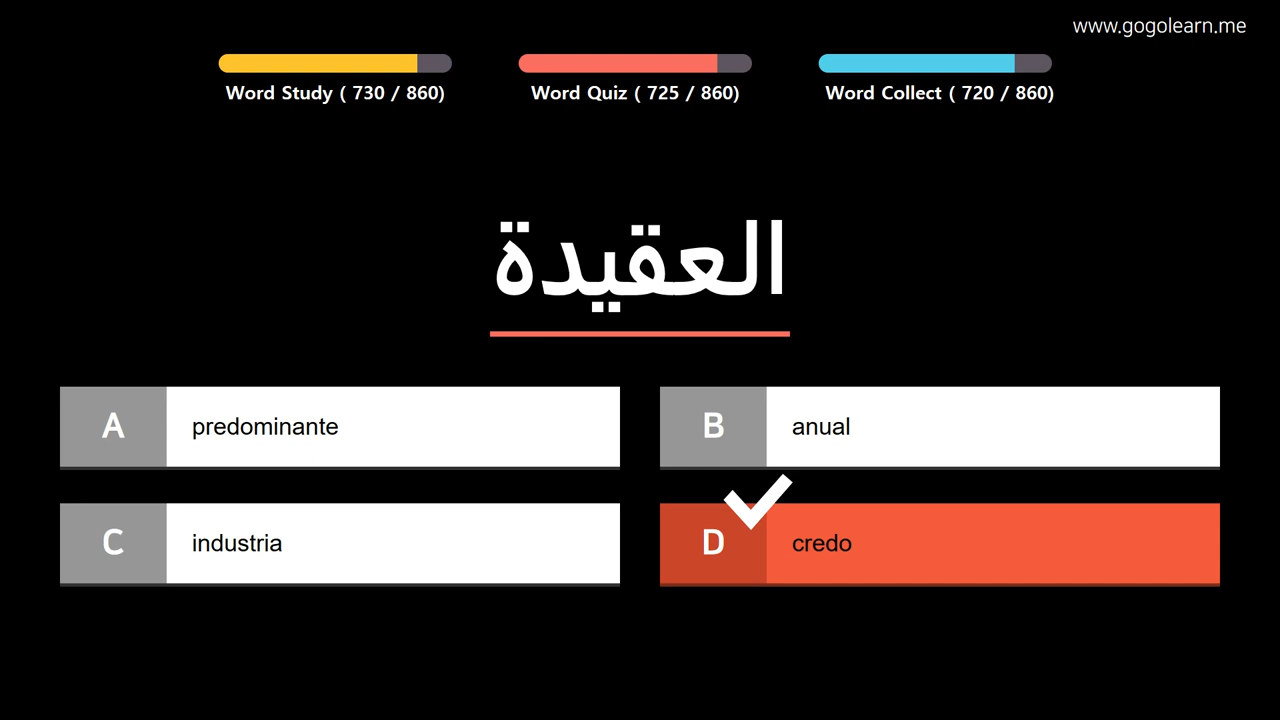 www.gogolearn.me
Word Study ( 730 / 860)
Word Quiz ( 725 / 860)
Word Collect ( 720 / 860)
العقيدة
A predominante
B anual
C industria
D credo